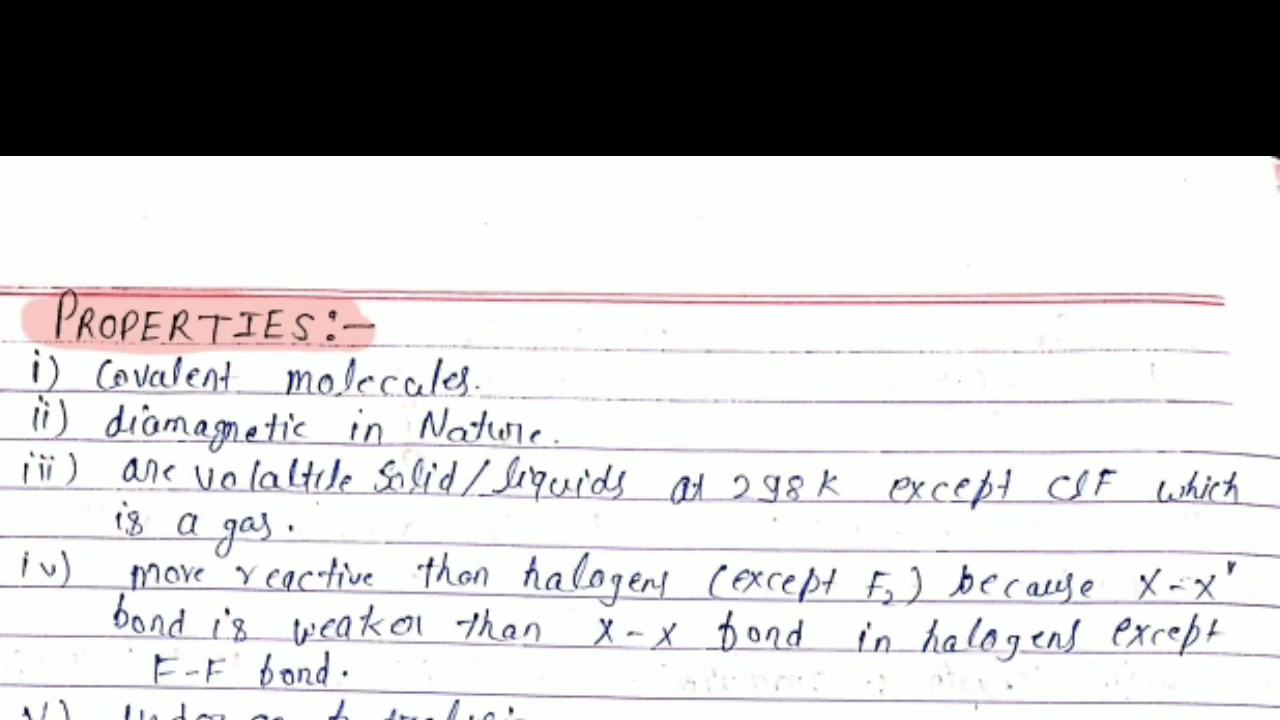 PROPERTIES:-
i) Covalent molecules.
ii) diamagnetic in Nature.
iii) are volaltile solid/liquids at 298K except ClF which
is a gas.
iv) more reactive than halogens (except F₂) because X-X'
bond is weaker than X-X bond in halogens except
F-F bond.
v)